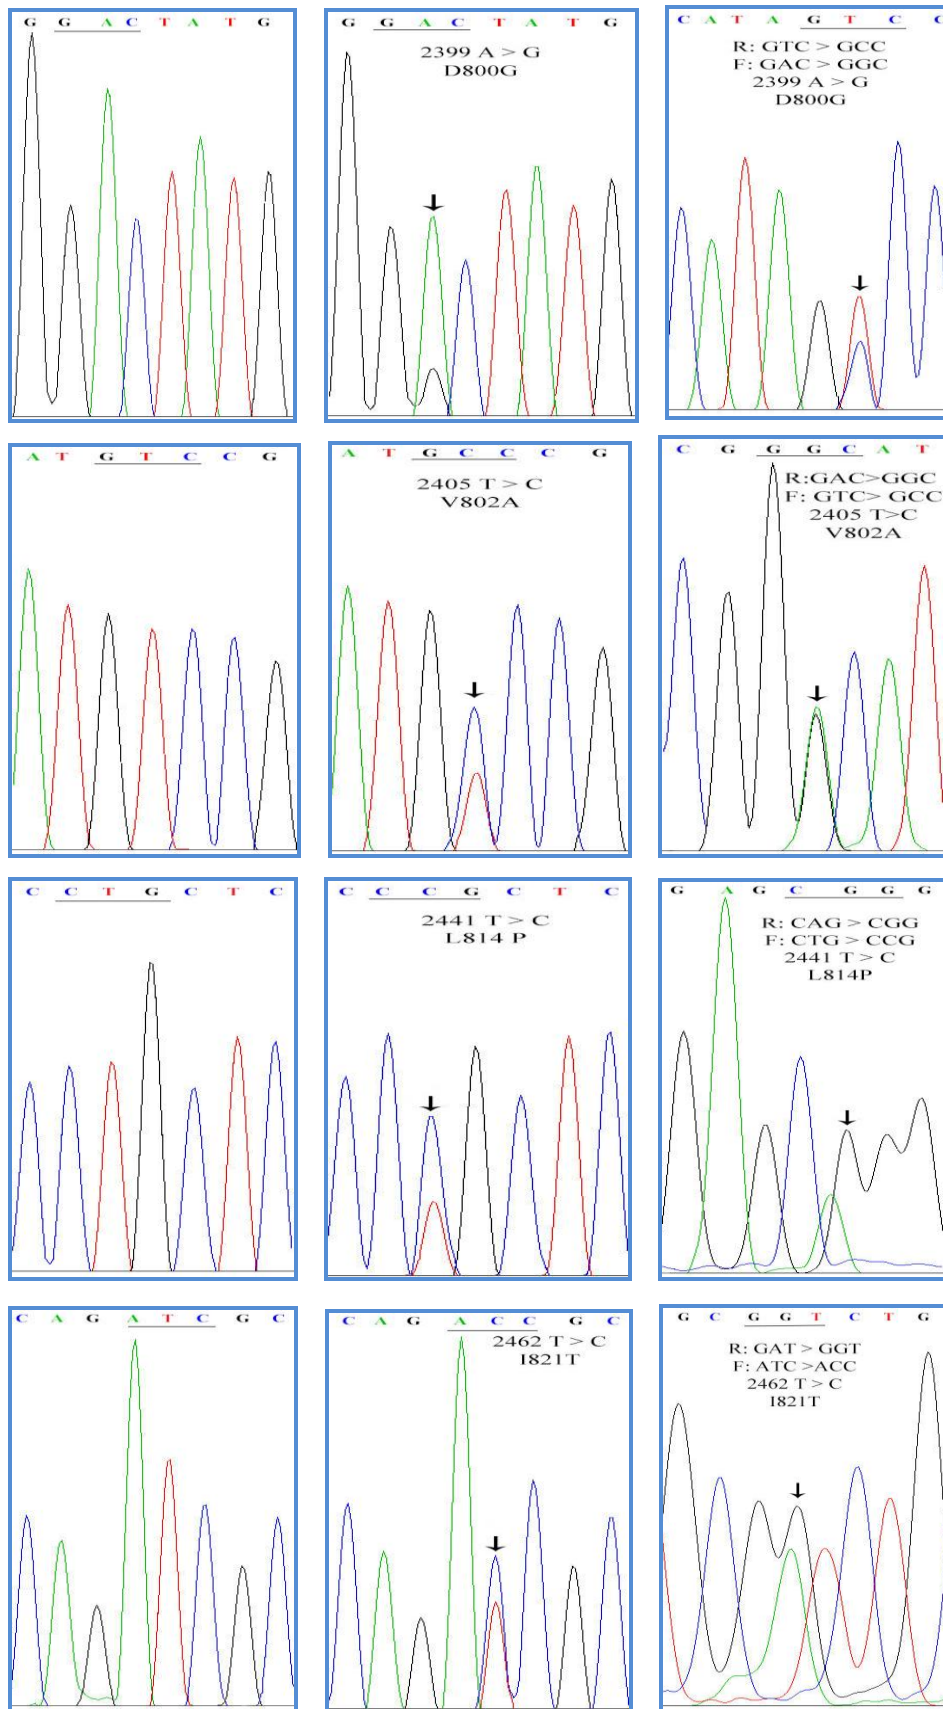 G G A C T A T G
G G A C T A T G
2399 A > G
D800G
C A T A G T C C
R: GTC > GCC
F: GAC > GGC
2399 A > G
D800G
A T G T C C G
A T G C C C G
2405 T > C
V802A
C G G G C A T
R:GAC>GGC
F: GTC> GCC
2405 T>C
V802A
C C T G C T C
C C C G C T C
2441 T > C
L814 P
G A G C G G G
R: CAG > CGG
F: CTG > CCG
2441 T > C
L814P
C A G A T C G C
C A G A C C G C
2462 T > C
I821T
G C G G T C T G
R: GAT > GGT
F: ATC >ACC
2462 T > C
I821T